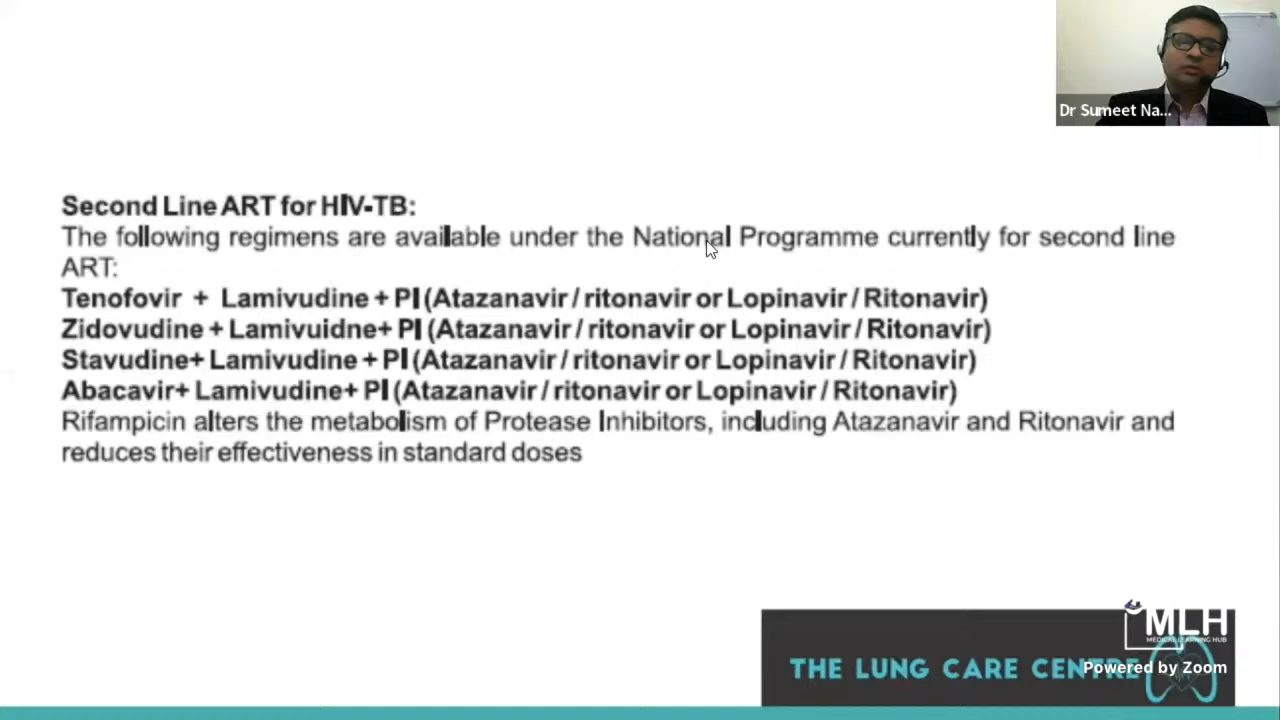 Dr Sumeet Na...
Second Line ART for HIV-TB:
The following regimens are available under the National Programme currently for second line
ART:
Tenofovir + Lamivudine + PI (Atazanavir / ritonavir or Lopinavir / Ritonavir)
Zidovudine + Lamivuidne+ PI (Atazanavir / ritonavir or Lopinavir / Ritonavir)
Stavudine+ Lamivudine + PI (Atazanavir / ritonavir or Lopinavir / Ritonavir)
Abacavir+ Lamivudine+ PI (Atazanavir / ritonavir or Lopinavir / Ritonavir)
Rifampicin alters the metabolism of Protease Inhibitors, including Atazanavir and Ritonavir and
reduces their effectiveness in standard doses
MLH
MEDICAL LEARNING HUB
THE LUNG CARE CENTRE
Powered by Zoom